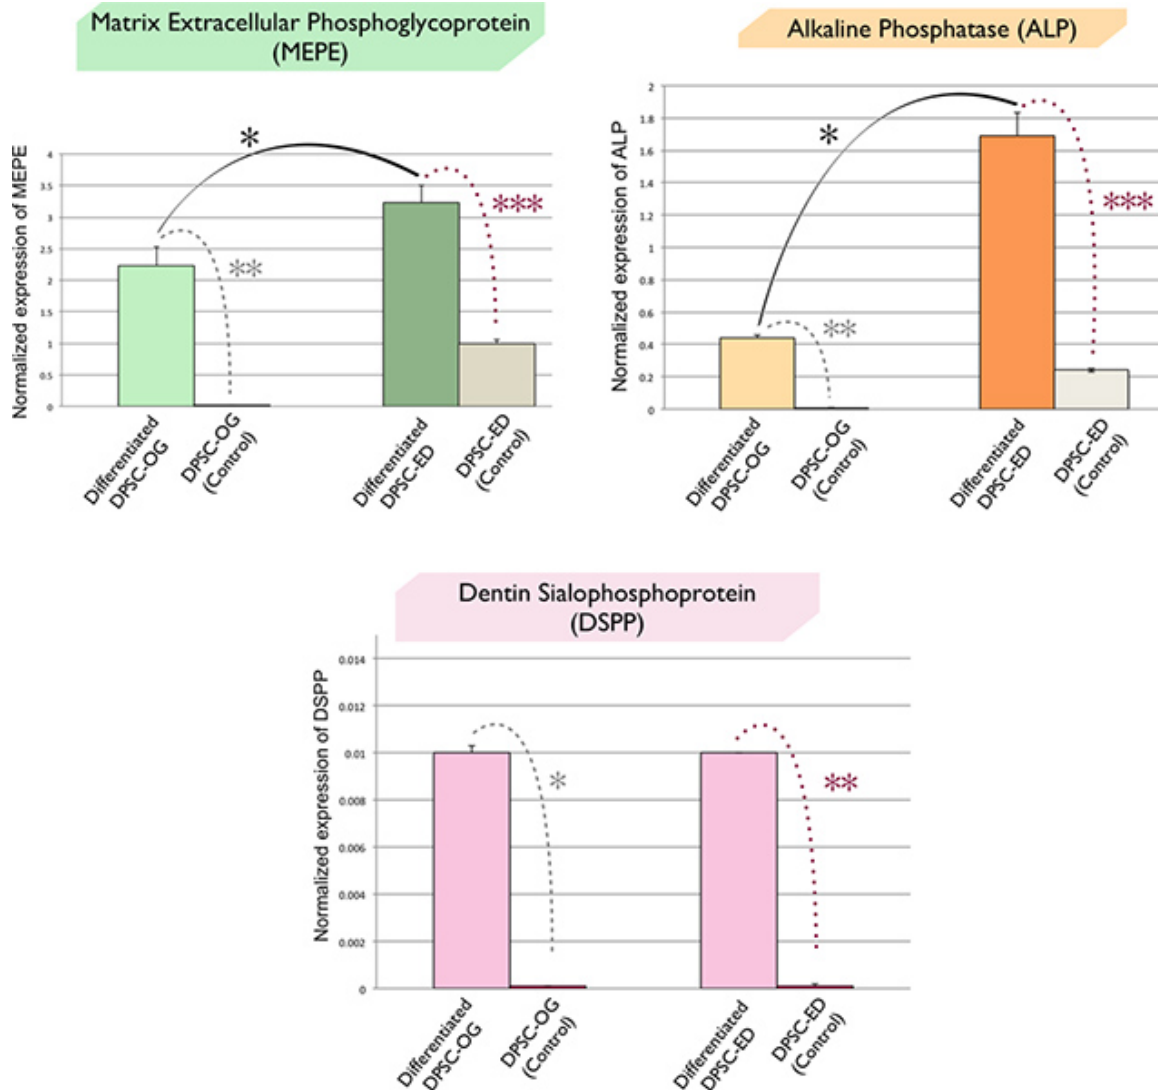 Matrix Extracellular Phosphoglycoprotein
(MEPE)
Alkaline Phosphatase (ALP)
Normalized expression of MEPE
4
3.5
3
2.5
2
1.5
1
0.5
0
*
**
***
Differentiated
DPSC-OG
DPSC-OG
(Control)
Differentiated
DPSC-ED
DPSC-ED
(Control)
Normalized expression of ALP
2
1.8
1.6
1.4
1.2
1
0.8
0.6
0.4
0.2
0
*
**
***
Differentiated
DPSC-OG
DPSC-OG
(Control)
Differentiated
DPSC-ED
DPSC-ED
(Control)
Dentin Sialophosphoprotein
(DSPP)
Normalized expression of DSPP
0.014
0.012
0.01
0.008
0.006
0.004
0.002
0
*
**
Differentiated
DPSC-OG
DPSC-OG
(Control)
Differentiated
DPSC-ED
DPSC-ED
(Control)